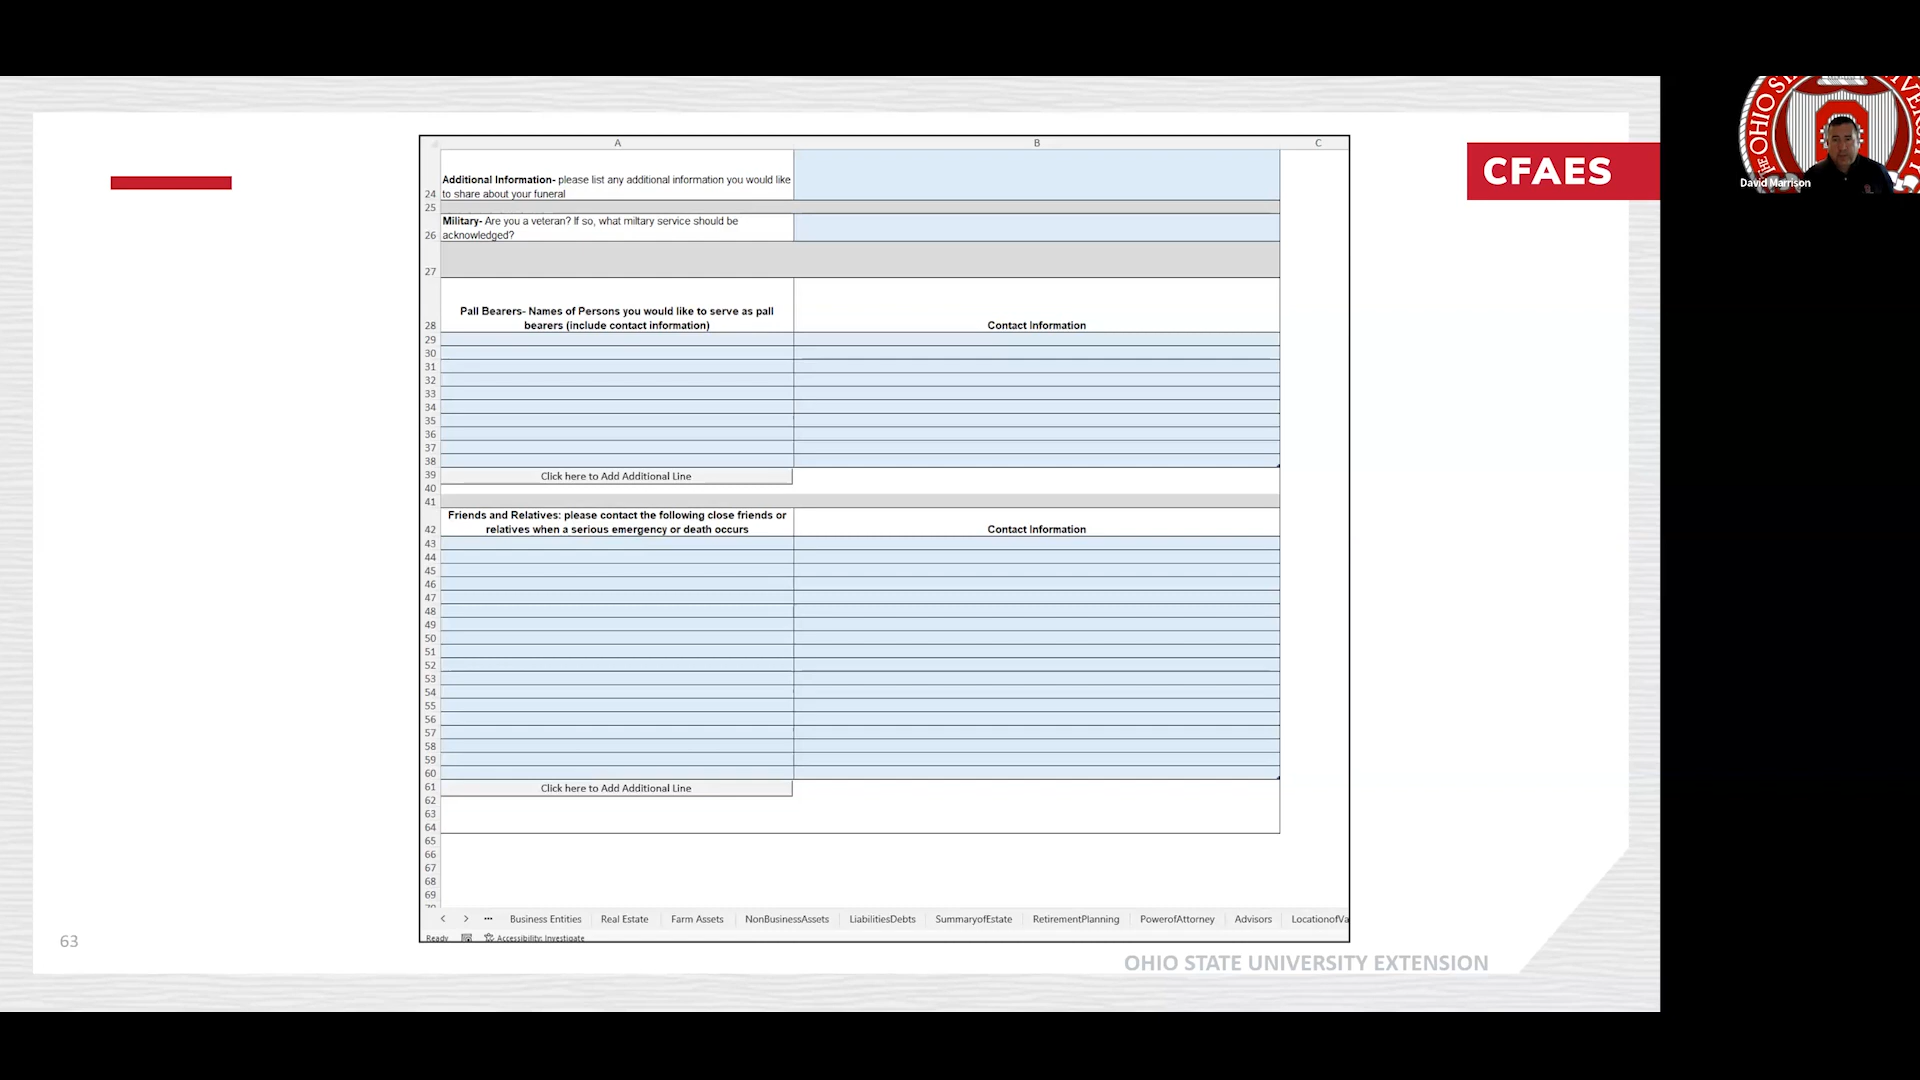 A B C
Additional Information- please list any additional information you would like
24 to share about your funeral
25
Military- Are you a veteran? If so, what miltary service should be
26 acknowledged?
27
Pall Bearers- Names of Persons you would like to serve as pall
28 bearers (include contact information) Contact Information
29
30
31
32
33
34
35
36
37
38
39 Click here to Add Additional Line
40
41
Friends and Relatives: please contact the following close friends or
42 relatives when a serious emergency or death occurs Contact Information
43
44
45
46
47
48
49
50
51
52
53
54
55
56
57
58
59
60
61 Click here to Add Additional Line
62
63
64
65
66
67
68
69
Business Entities Real Estate Farm Assets NonBusinessAssets LiabilitiesDebts SummaryofEstate RetirementPlanning PowerofAttorney Advisors LocationofVa
Ready Accessibility: Investigate
CFAES
63
OHIO STATE UNIVERSITY EXTENSION
David Marrison